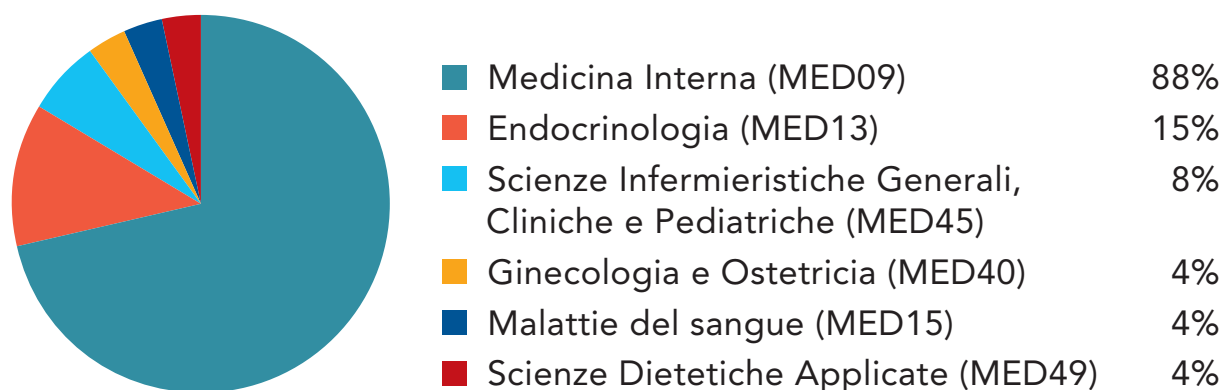 Medicina Interna (MED09) 88%
Endocrinologia (MED13) 15%
Scienze Infermieristiche Generali, 8%
Cliniche e Pediatriche (MED45)
Ginecologia e Ostetricia (MED40) 4%
Malattie del sangue (MED15) 4%
Scienze Dietetiche Applicate (MED49) 4%